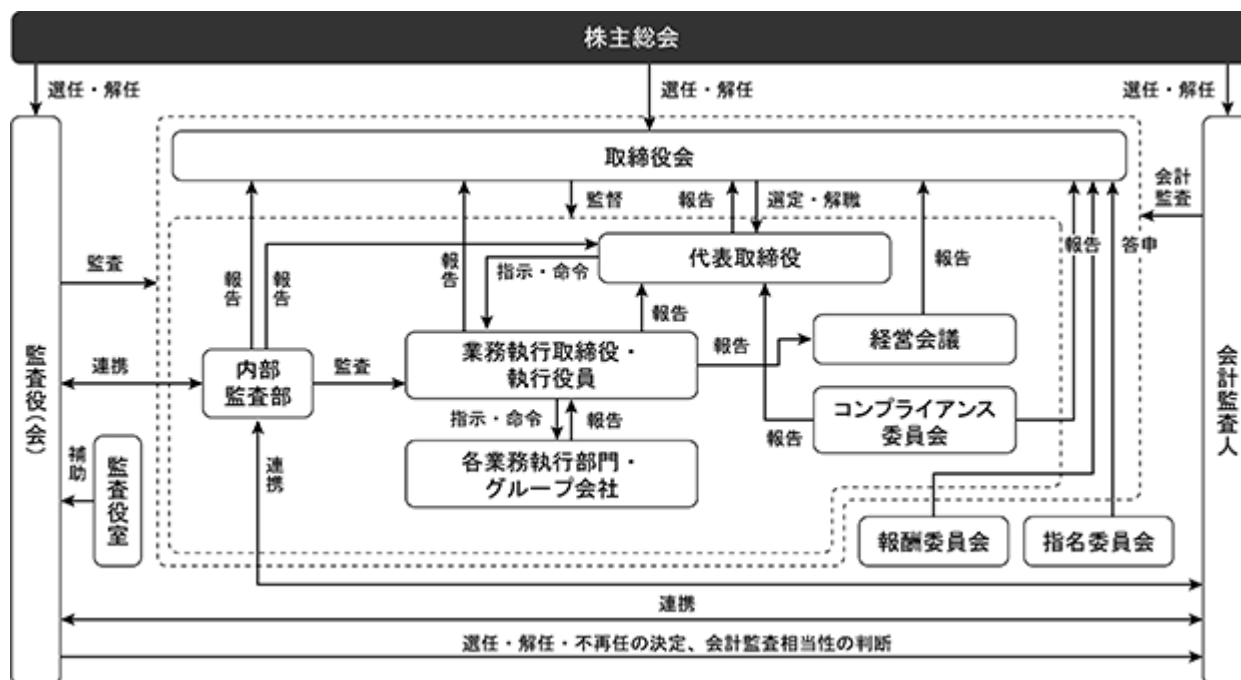 株主総会
選任・解任
選任・解任
選任・解任
取締役会
監督
報告
選定・解職
会計
監査
報告
答申
代表取締役
監査
報告
報告
報告
指示・命令
報告
報告
業務執行取締役・
執行役員
報告
経営会議
監査役(会)
連携
内部
監査部
監査
コンプライアンス
委員会
会計監査人
指示・命令
報告
報告
各業務執行部門・
グループ会社
補助
監査役室
連携
報酬委員会
指名委員会
連携
選任・解任・不再任の決定、会計監査相当性の判断